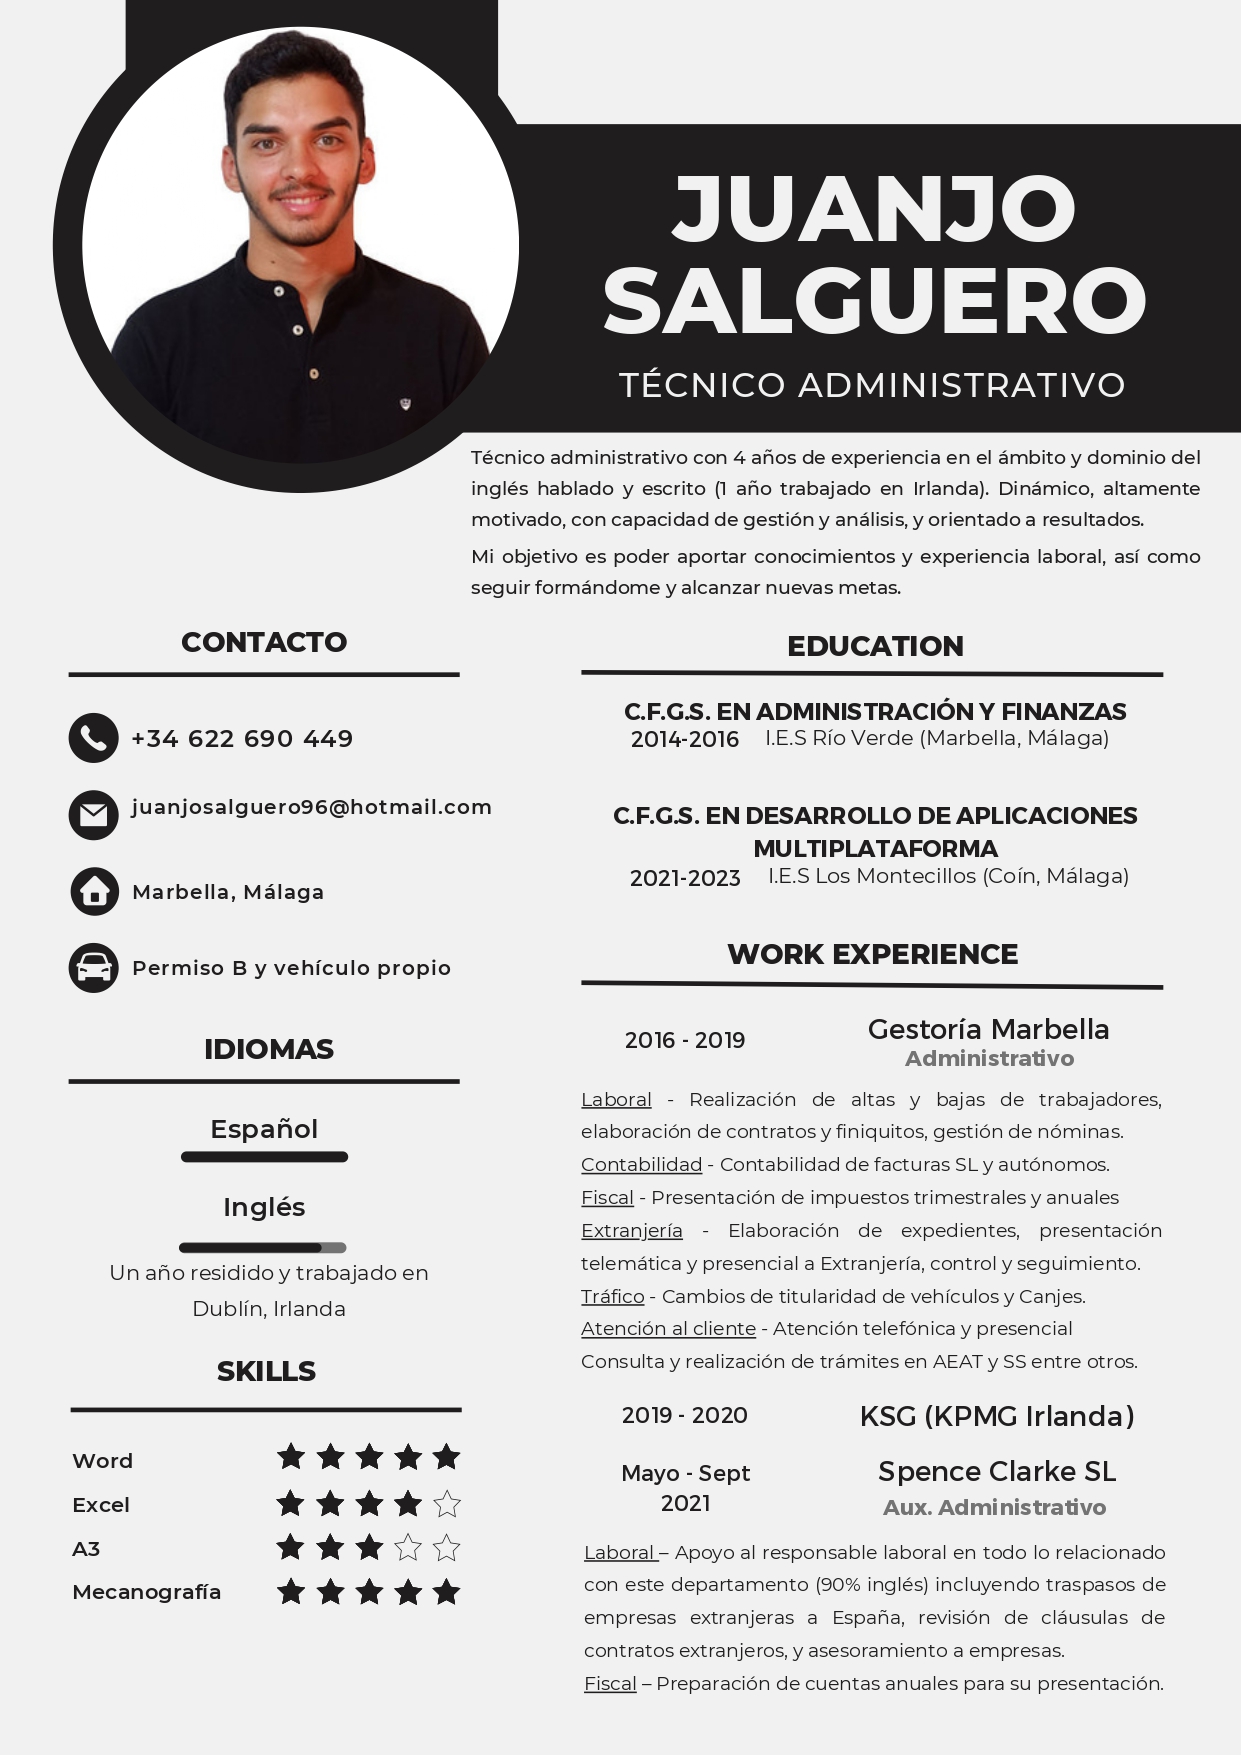 JUANJO
SALGUERO
TÉCNICO ADMINISTRATIVO
Técnico administrativo con 4 años de experiencia en el ámbito y dominio del
inglés hablado y escrito (1 año trabajado en Irlanda). Dinámico, altamente
motivado, con capacidad de gestión y análisis, y orientado a resultados.
Mi objetivo es poder aportar conocimientos y experiencia laboral, así como
seguir formándome y alcanzar nuevas metas.
CONTACTO
+34 622 690 449
juanjosalguero96@hotmail.com
Marbella, Málaga
Permiso B y vehículo propio
IDIOMAS
Español
Inglés
Un año residido y trabajado en
Dublín, Irlanda
SKILLS
Word
Excel
A3
Mecanografía
EDUCATION
C.F.G.S. EN ADMINISTRACIÓN Y FINANZAS
2014-2016 I.E.S Río Verde (Marbella, Málaga)
C.F.G.S. EN DESARROLLO DE APLICACIONES
MULTIPLATAFORMA
2021-2023 I.E.S Los Montecillos (Coín, Málaga)
WORK EXPERIENCE
2016 - 2019 Gestoría Marbella
Administrativo
Laboral - Realización de altas y bajas de trabajadores,
elaboración de contratos y finiquitos, gestión de nóminas.
Contabilidad - Contabilidad de facturas SL y autónomos.
Fiscal - Presentación de impuestos trimestrales y anuales
Extranjería - Elaboración de expedientes, presentación
telemática y presencial a Extranjería, control y seguimiento.
Tráfico - Cambios de titularidad de vehículos y Canjes.
Atención al cliente - Atención telefónica y presencial
Consulta y realización de trámites en AEAT y SS entre otros.
2019 - 2020 KSG (KPMG Irlanda)
Mayo - Sept
2021
Spence Clarke SL
Aux. Administrativo
Laboral – Apoyo al responsable laboral en todo lo relacionado
con este departamento (90% inglés) incluyendo traspasos de
empresas extranjeras a España, revisión de cláusulas de
contratos extranjeros, y asesoramiento a empresas.
Fiscal – Preparación de cuentas anuales para su presentación.